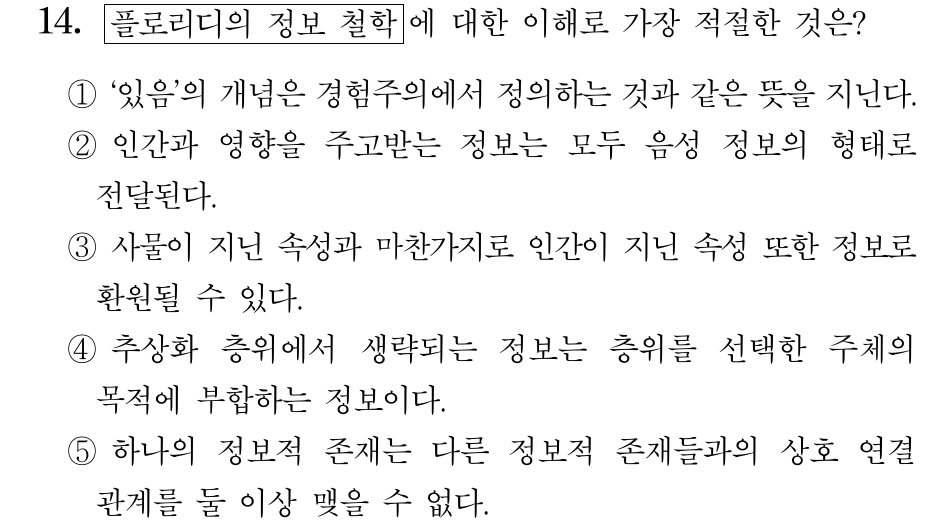 14. 플로리디의 정보 철학에 대한 이해로 가장 적절한 것은?
① ‘있음’의 개념은 경험주의에서 정의하는 것과 같은 뜻을 지닌다.
② 인간과 영향을 주고받는 정보는 모두 음성 정보의 형태로
전달된다.
③ 사물이 지닌 속성과 마찬가지로 인간이 지닌 속성 또한 정보로
환원될 수 있다.
④ 추상화 층위에서 생략되는 정보는 층위를 선택한 주체의
목적에 부합하는 정보이다.
⑤ 하나의 정보적 존재는 다른 정보적 존재들과의 상호 연결
관계를 둘 이상 맺을 수 없다.